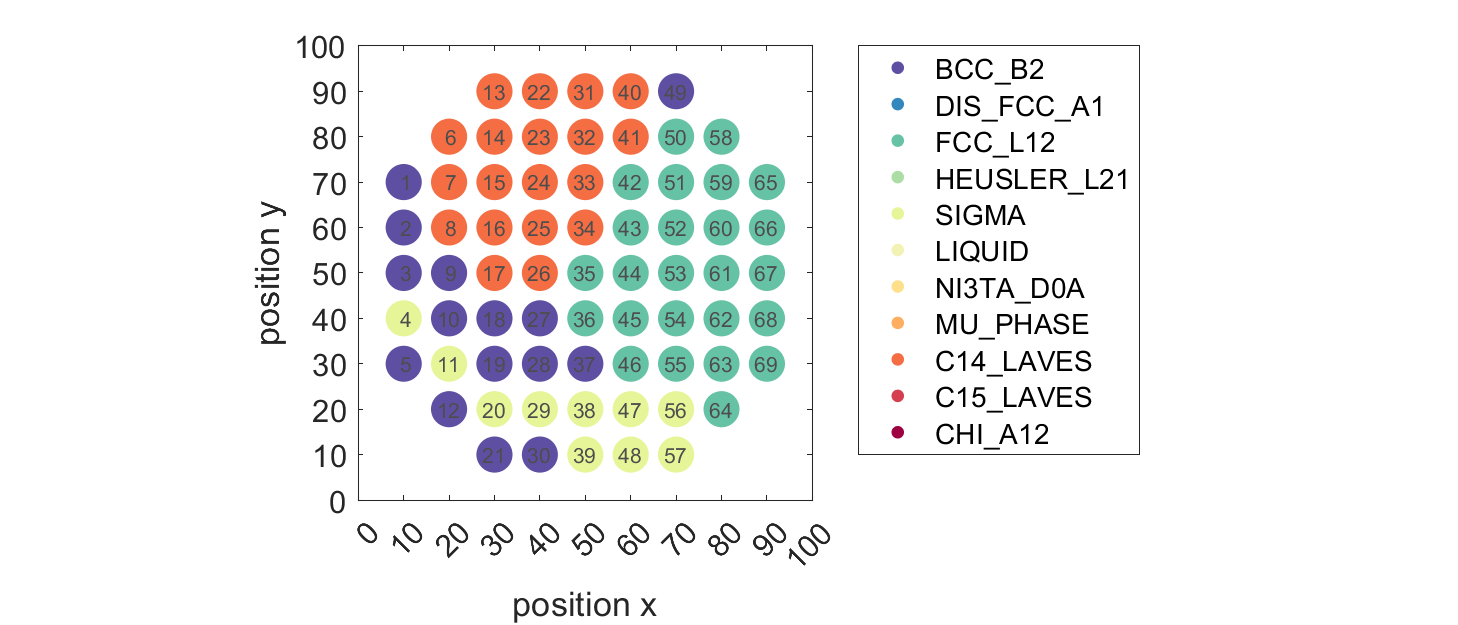 100
90
80
70
60
50
40
30
20
10
0
position y
13 22 31 40 49
6 14 23 32 41 50 58
1 7 15 24 33 42 51 59 65
2 8 16 25 34 43 52 60 66
3 9 17 26 35 44 53 61 67
4 10 18 27 36 45 54 62 68
5 11 19 28 37 46 55 63 69
12 20 29 38 47 56 64
21 30 39 48 57
0 10 20 30 40 50 60 70 80 90 100
position x
BCC_B2
DIS_FCC_A1
FCC_L12
HEUSLER_L21
SIGMA
LIQUID
NI3TA_D0A
MU_PHASE
C14_LAVES
C15_LAVES
CHI_A12